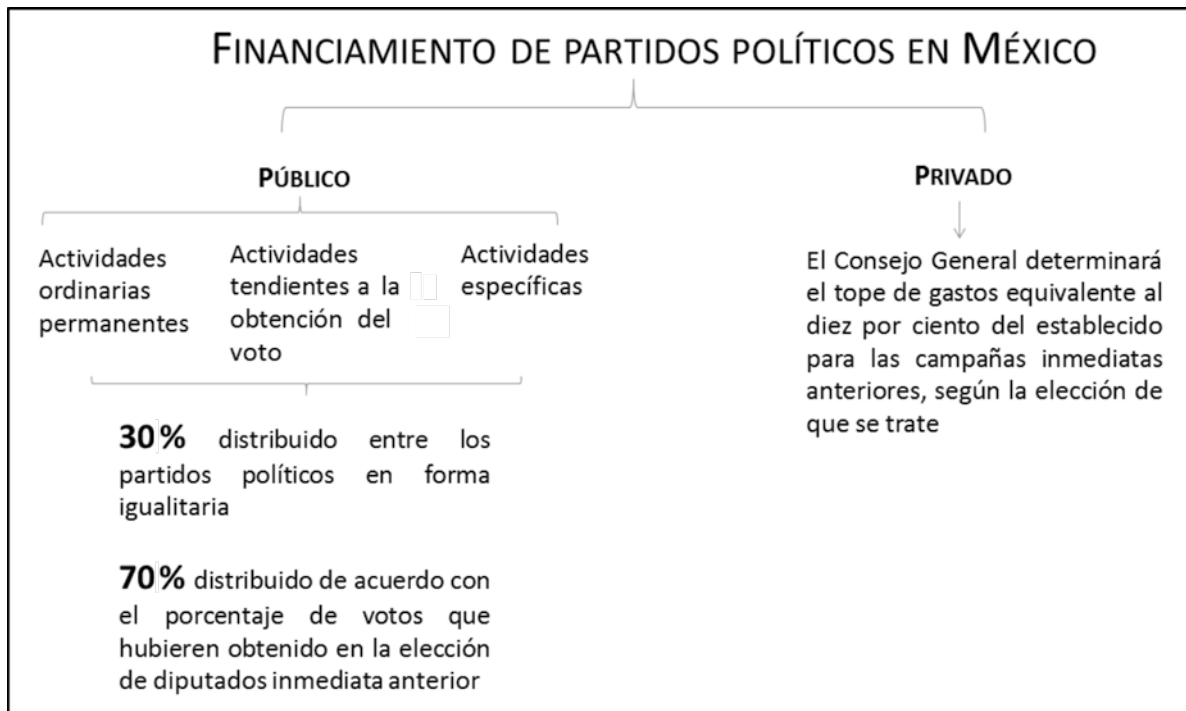 FINANCIAMIENTO DE PARTIDOS POLÍTICOS EN MÉXICO
PÚBLICO
Actividades
ordinarias
permanentes
Actividades
tendientes a la
obtención del
voto
Actividades
específicas
30% distribuido entre los
partidos políticos en forma
igualitaria
70% distribuido de acuerdo con
el porcentaje de votos que
hubieren obtenido en la elección
de diputados inmediata anterior
PRIVADO
El Consejo General determinará
el tope de gastos equivalente al
diez por ciento del establecido
para las campañas inmediatas
anteriores, según la elección de
que se trate